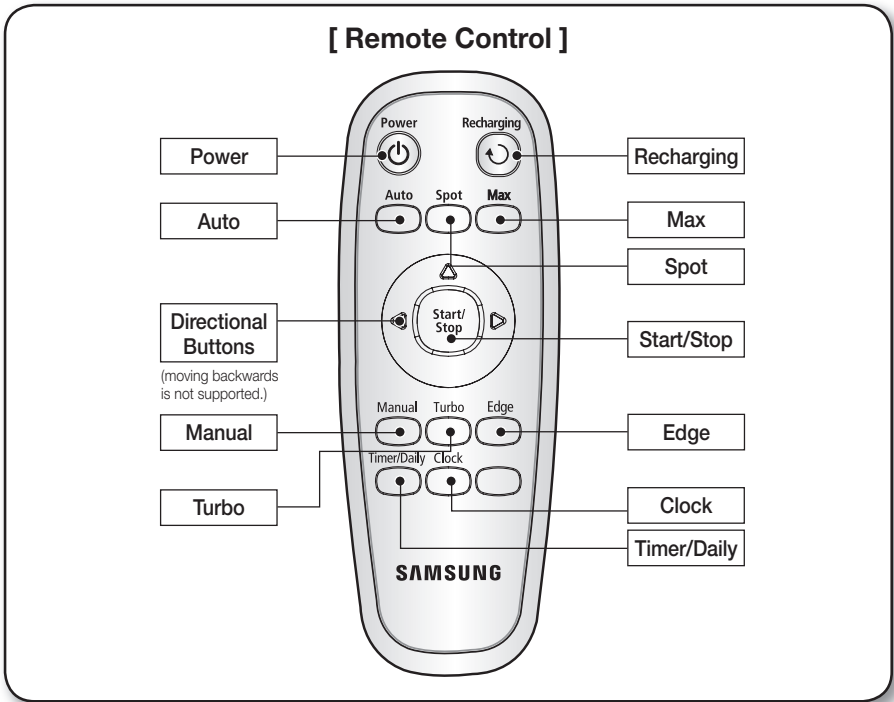 [ Remote Control ]
Power
Recharging
Power
Recharging
Auto
Spot
Max
Auto
Max
Spot
Directional
Buttons
(moving backwards
is not supported.)
Start/
Stop
Start/Stop
Manual
Turbo
Edge
Manual
Edge
Timer/Daily
Clock
Turbo
Clock
Timer/Daily
SAMSUNG